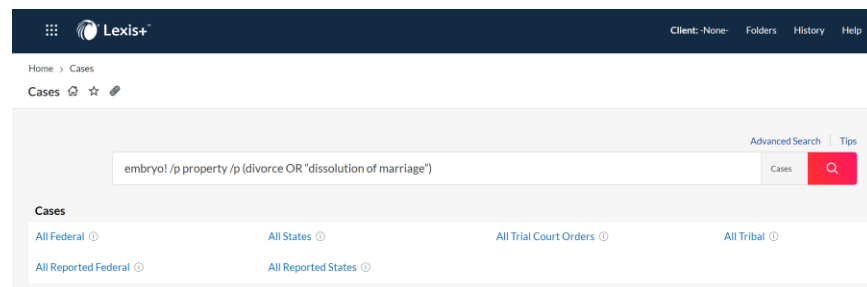 Lexis+ Client: -None- Folders History Help
Home > Cases
Cases
Advanced Search | Tips
embryo! /p property /p (divorce OR "dissolution of marriage") Cases
Cases
All Federal All States All Trial Court Orders All Tribal
All Reported Federal All Reported States